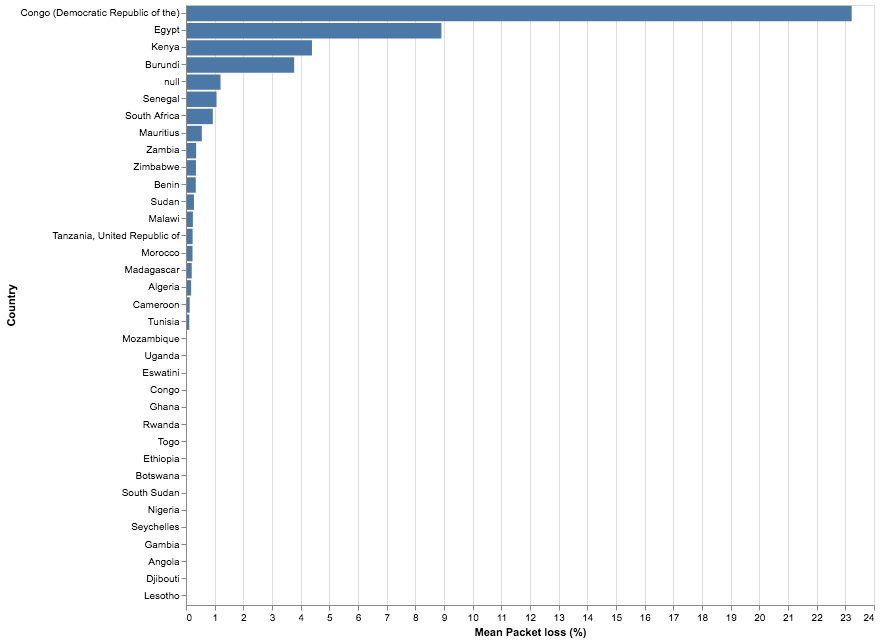 Congo (Democratic Republic of the)
Egypt
Kenya
Burundi
null
Senegal
South Africa
Mauritius
Zambia
Zimbabwe
Benin
Sudan
Malawi
Tanzania, United Republic of
Morocco
Madagascar
Algeria
Cameroon
Tunisia
Mozambique
Uganda
Eswatini
Congo
Ghana
Rwanda
Togo
Ethiopia
Botswana
South Sudan
Nigeria
Seychelles
Gambia
Angola
Djibouti
Lesotho
Country
0 1 2 3 4 5 6 7 8 9 10 11 12 13 14 15 16 17 18 19 20 21 22 23 24
Mean Packet loss (%)